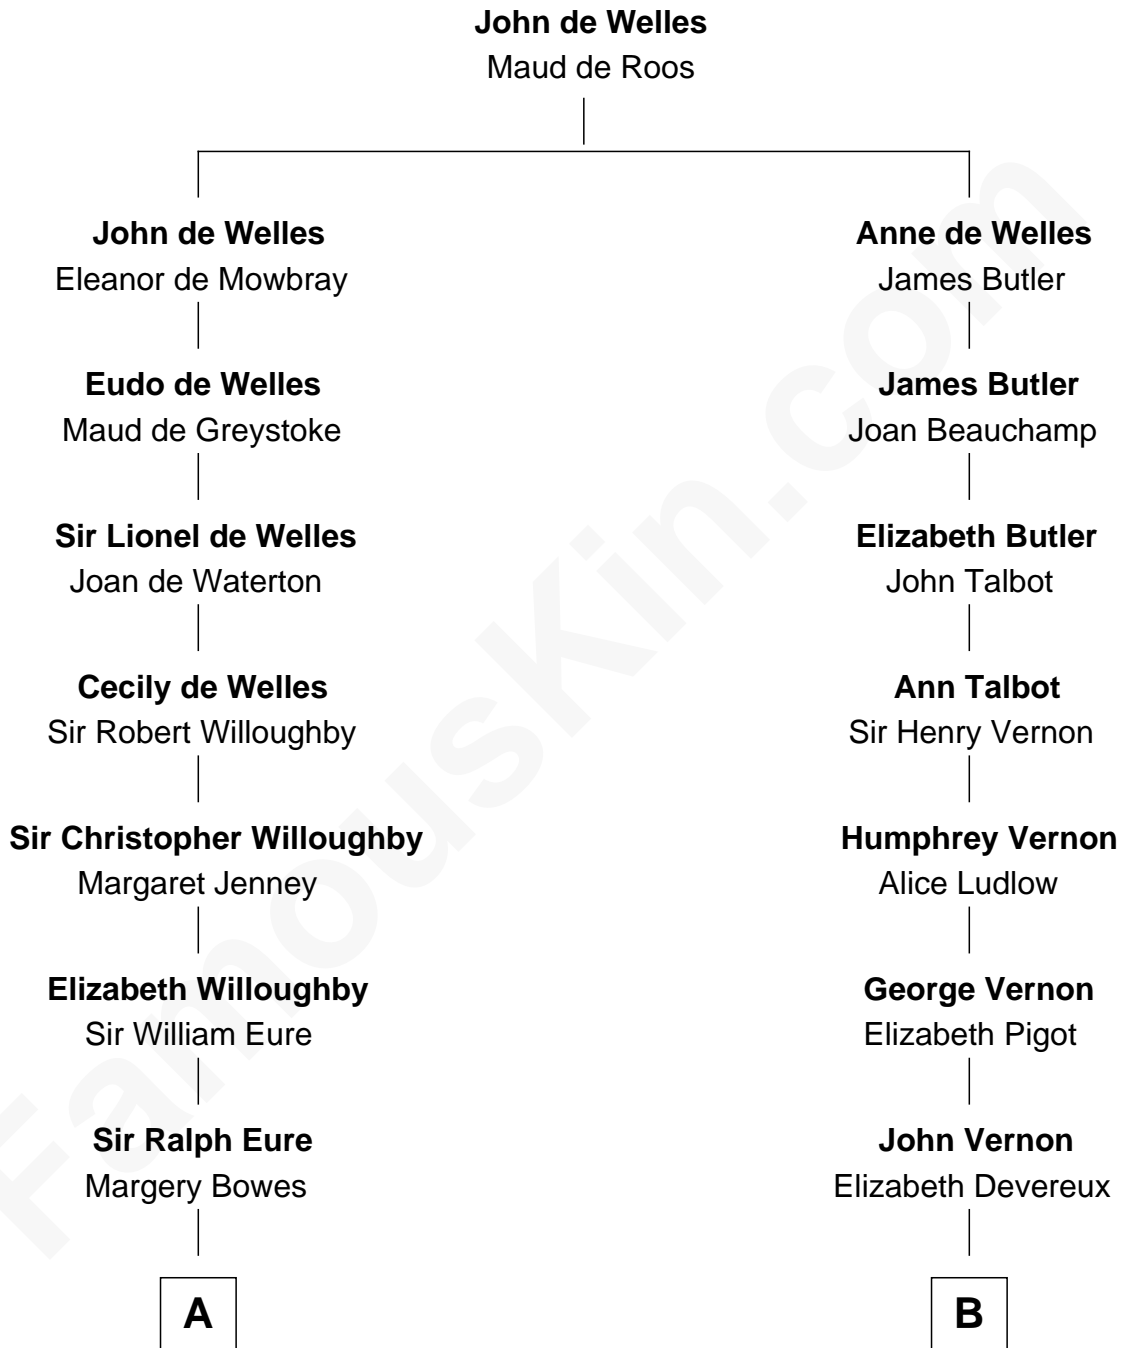 John de Welles
Maud de Roos
John de Welles
Eleanor de Mowbray
Eudo de Welles
Maud de Greystoke
Sir Lionel de Welles
Joan de Waterton
Cecily de Welles
Sir Robert Willoughby
Sir Christopher Willoughby
Margaret Jenney
Elizabeth Willoughby
Sir William Eure
Sir Ralph Eure
Margery Bowes
A
Anne de Welles
James Butler
James Butler
Joan Beauchamp
Elizabeth Butler
John Talbot
Ann Talbot
Sir Henry Vernon
Humphrey Vernon
Alice Ludlow
George Vernon
Elizabeth Pigot
John Vernon
Elizabeth Devereux
B
FamousKin.com